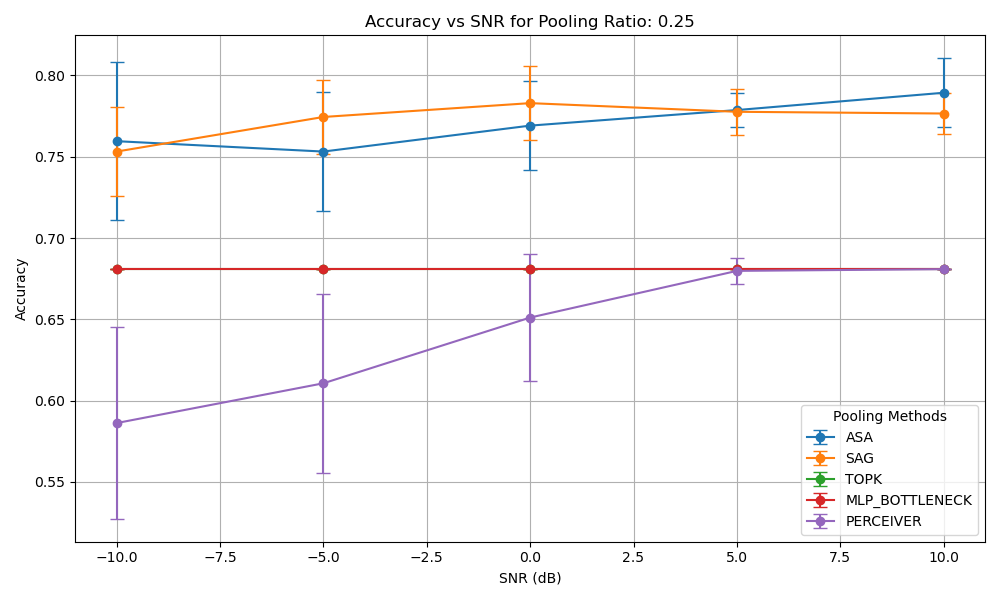 Accuracy vs SNR for Pooling Ratio: 0.25
Accuracy
0.80
0.75
0.70
0.65
0.60
0.55
−10.0
−7.5
−5.0
−2.5
0.0
2.5
5.0
7.5
10.0
SNR (dB)
Pooling Methods
ASA
SAG
TOPK
MLP_BOTTLENECK
PERCEIVER